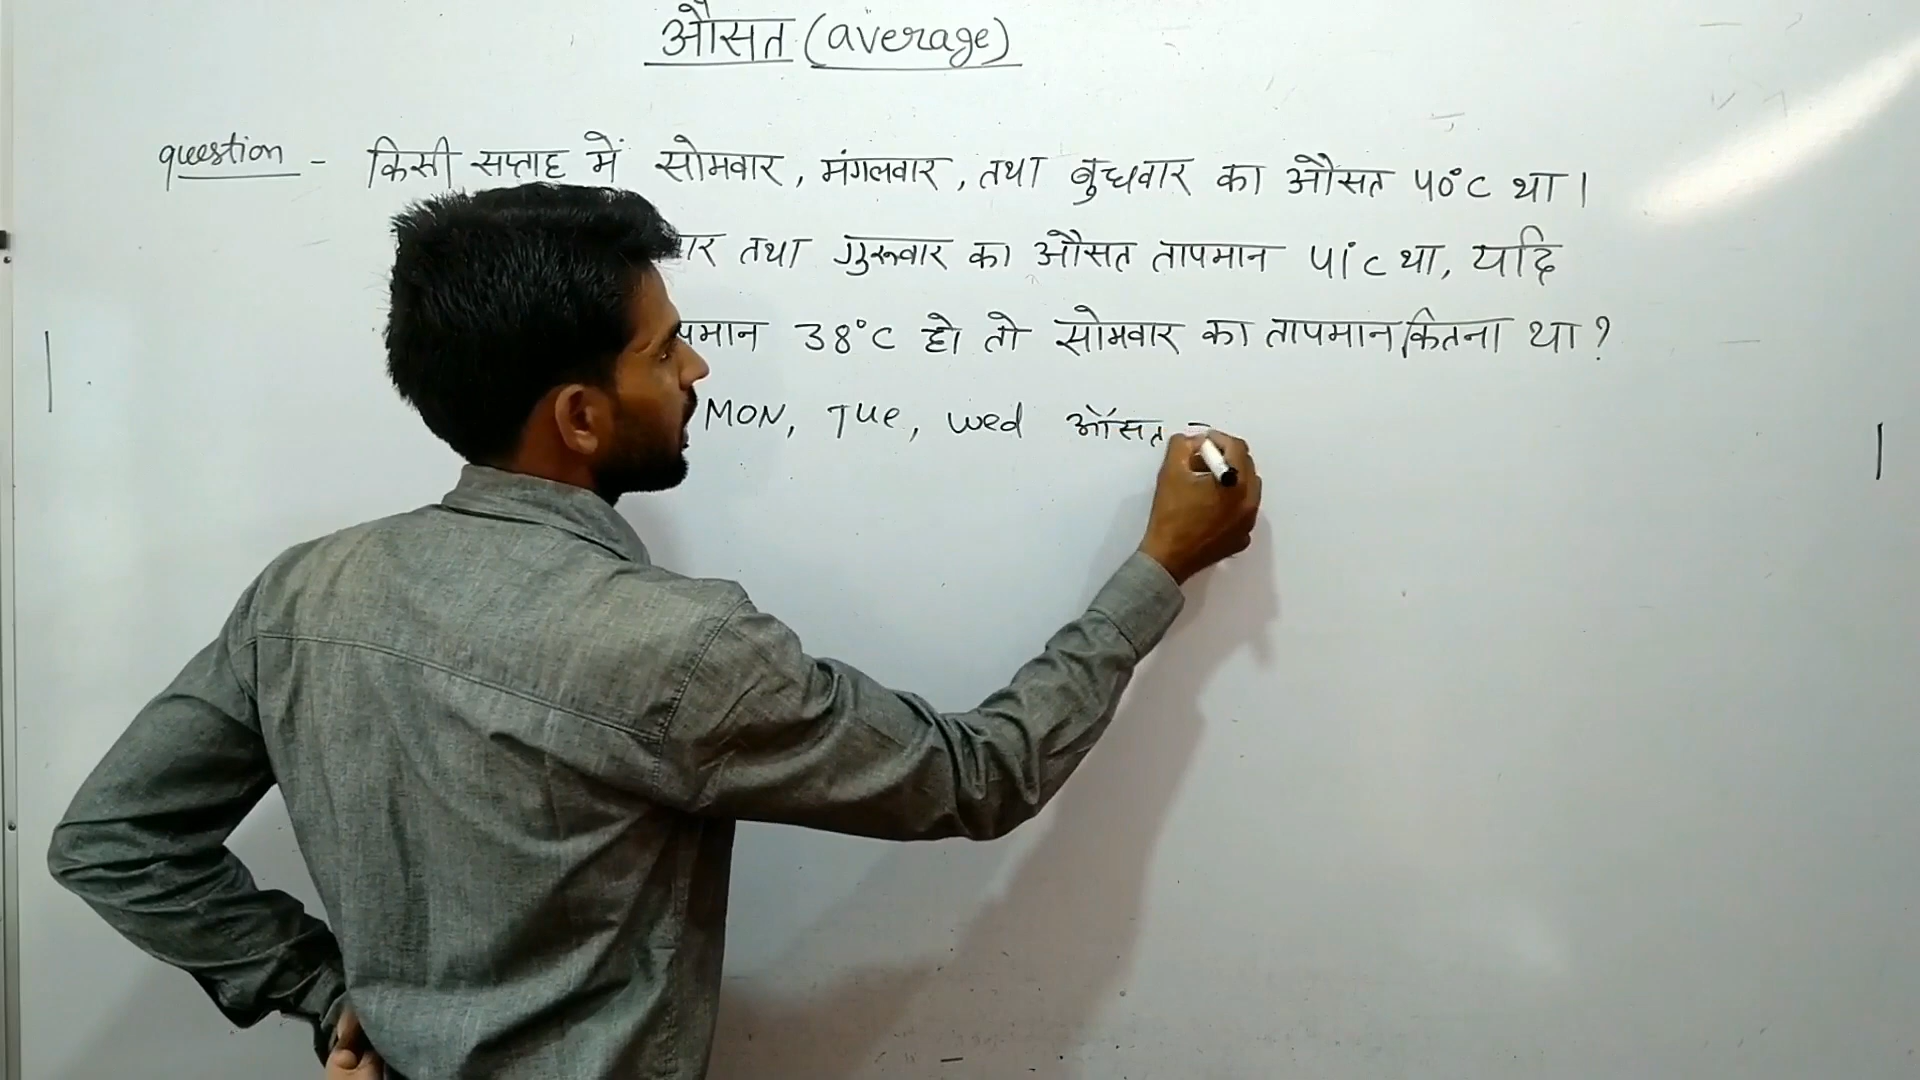 औसत (average)
question - किसी सप्ताह में सोमवार, मंगलवार, तथा बुधवार का औसत 40°C था।
तथा गुरूवार का औसत तापमान 41°C था, यदि
38°C हो तो सोमवार का तापमान कितना था ?
MON, Tue, Wed औसत =